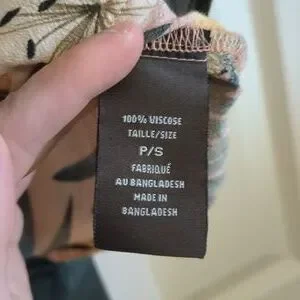 100% VISCOSE
TAILLE/SIZE
P/S
FABRIQUÉ
AU BANGLADESH
MADE IN
BANGLADESH